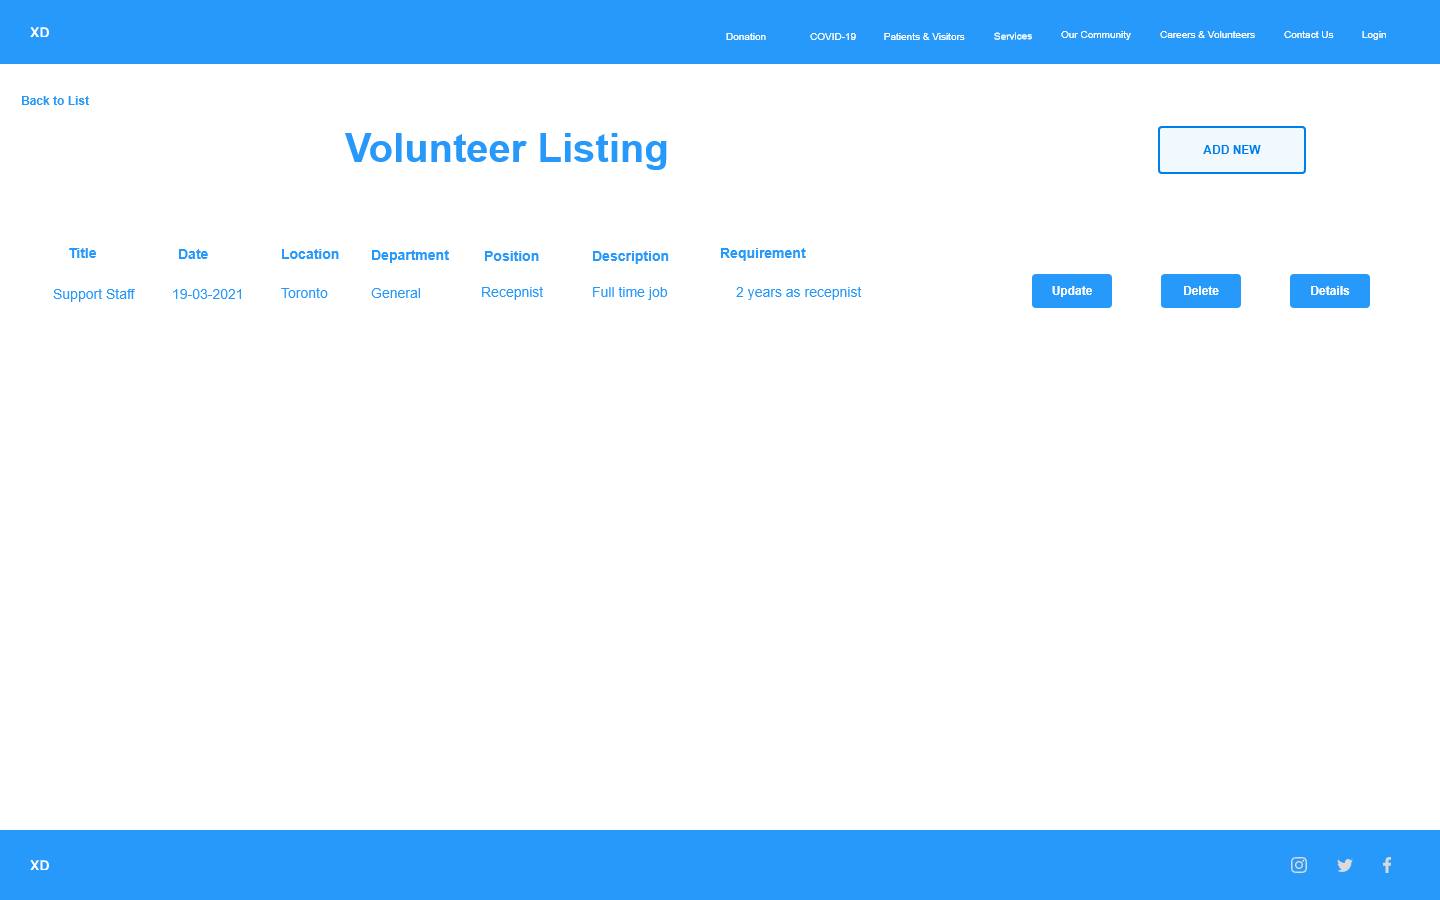 XD
Donation COVID-19 Patients & Visitors Services Our Community Careers & Volunteers Contact Us Login
Back to List
Volunteer Listing
ADD NEW
Title Date Location Department Position Description Requirement
Support Staff 19-03-2021 Toronto General Recepnist Full time job 2 years as recepnist Update Delete Details
XD